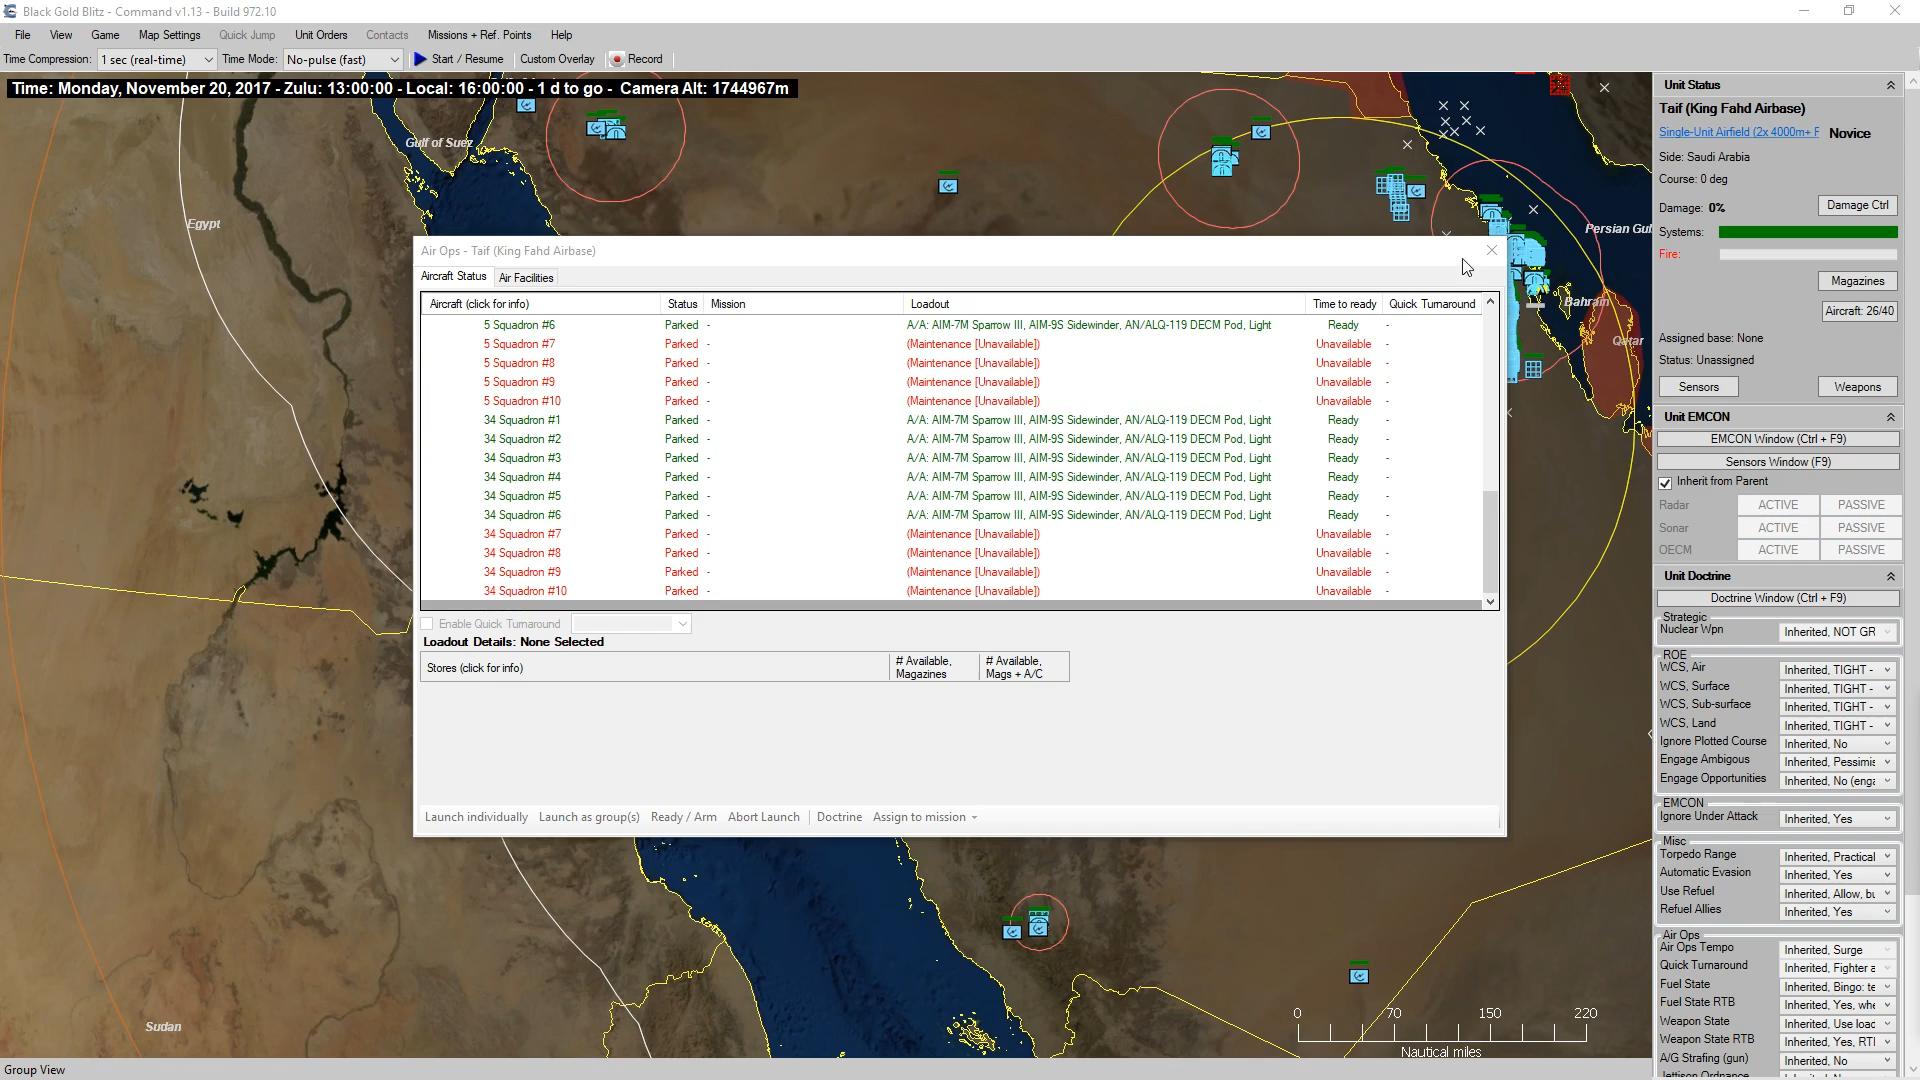 Black Gold Blitz - Command v1.13 - Build 972.10
File View Game Map Settings Quick Jump Unit Orders Contacts Missions + Ref. Points Help
Time Compression: 1 sec (real-time) Time Mode: No-pulse (fast) Start / Resume Custom Overlay Record
Time: Monday, November 20, 2017 - Zulu: 13:00:00 - Local: 16:00:00 - 1 d to go - Camera Alt: 1744967m
Gulf of Suez
Egypt
Persian Gul
Bahrain
Qatar
Sudan
Air Ops - Taif (King Fahd Airbase)
Aircraft Status Air Facilities
Aircraft (click for info) Status Mission Loadout Time to ready Quick Turnaround
5 Squadron #6 Parked - A/A: AIM-7M Sparrow III, AIM-9S Sidewinder, AN/ALQ-119 DECM Pod, Light Ready -
5 Squadron #7 Parked - (Maintenance [Unavailable]) Unavailable -
5 Squadron #8 Parked - (Maintenance [Unavailable]) Unavailable -
5 Squadron #9 Parked - (Maintenance [Unavailable]) Unavailable -
5 Squadron #10 Parked - (Maintenance [Unavailable]) Unavailable -
34 Squadron #1 Parked - A/A: AIM-7M Sparrow III, AIM-9S Sidewinder, AN/ALQ-119 DECM Pod, Light Ready -
34 Squadron #2 Parked - A/A: AIM-7M Sparrow III, AIM-9S Sidewinder, AN/ALQ-119 DECM Pod, Light Ready -
34 Squadron #3 Parked - A/A: AIM-7M Sparrow III, AIM-9S Sidewinder, AN/ALQ-119 DECM Pod, Light Ready -
34 Squadron #4 Parked - A/A: AIM-7M Sparrow III, AIM-9S Sidewinder, AN/ALQ-119 DECM Pod, Light Ready -
34 Squadron #5 Parked - A/A: AIM-7M Sparrow III, AIM-9S Sidewinder, AN/ALQ-119 DECM Pod, Light Ready -
34 Squadron #6 Parked - A/A: AIM-7M Sparrow III, AIM-9S Sidewinder, AN/ALQ-119 DECM Pod, Light Ready -
34 Squadron #7 Parked - (Maintenance [Unavailable]) Unavailable -
34 Squadron #8 Parked - (Maintenance [Unavailable]) Unavailable -
34 Squadron #9 Parked - (Maintenance [Unavailable]) Unavailable -
34 Squadron #10 Parked - (Maintenance [Unavailable]) Unavailable -
Enable Quick Turnaround
Loadout Details: None Selected
Stores (click for info) # Available, Magazines # Available, Mags + A/C
Launch individually Launch as group(s) Ready / Arm Abort Launch Doctrine Assign to mission
0 70 150 220
Nautical miles
Group View
Unit Status
Taif (King Fahd Airbase)
Single-Unit Airfield (2x 4000m+ F Novice
Side: Saudi Arabia
Course: 0 deg
Damage: 0% Damage Ctrl
Systems:
Fire:
Magazines
Aircraft: 26/40
Assigned base: None
Status: Unassigned
Sensors Weapons
Unit EMCON
EMCON Window (Ctrl + F9)
Sensors Window (F9)
Inherit from Parent
Radar ACTIVE PASSIVE
Sonar ACTIVE PASSIVE
OECM ACTIVE PASSIVE
Unit Doctrine
Doctrine Window (Ctrl + F9)
Strategic
Nuclear Wpn Inherited, NOT GR
ROE
WCS, Air Inherited, TIGHT -
WCS, Surface Inherited, TIGHT -
WCS, Sub-surface Inherited, TIGHT -
WCS, Land Inherited, TIGHT -
Ignore Plotted Course Inherited, No
Engage Ambiguous Inherited, Pessimis
Engage Opportunities Inherited, No (enga
EMCON
Ignore Under Attack Inherited, Yes
Misc
Torpedo Range Inherited, Practical
Automatic Evasion Inherited, Yes
Use Refuel Inherited, Allow, bu
Refuel Allies Inherited, Yes
Air Ops
Air Ops Tempo Inherited, Surge
Quick Turnaround Inherited, Fighter a
Fuel State Inherited, Bingo: te
Fuel State RTB Inherited, Yes, whe
Weapon State Inherited, Use load
Weapon State RTB Inherited, Yes, RTI
A/G Strafing (gun) Inherited, No